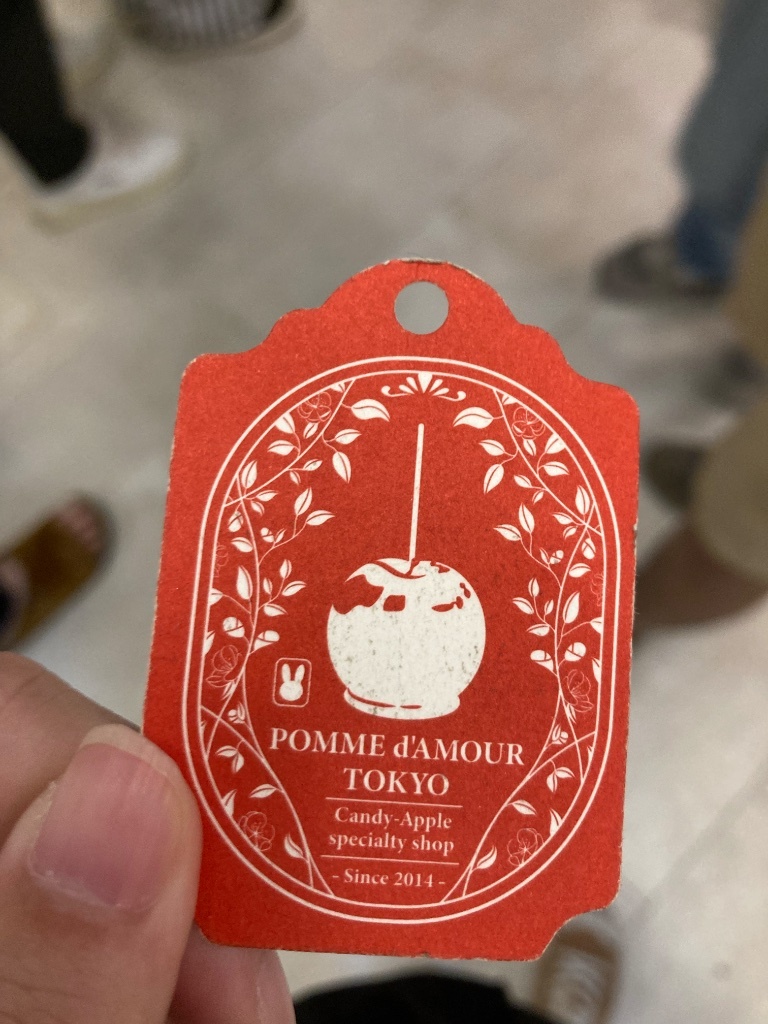 POMME d'AMOUR
TOKYO
Candy-Apple
specialty shop
- Since 2014 -